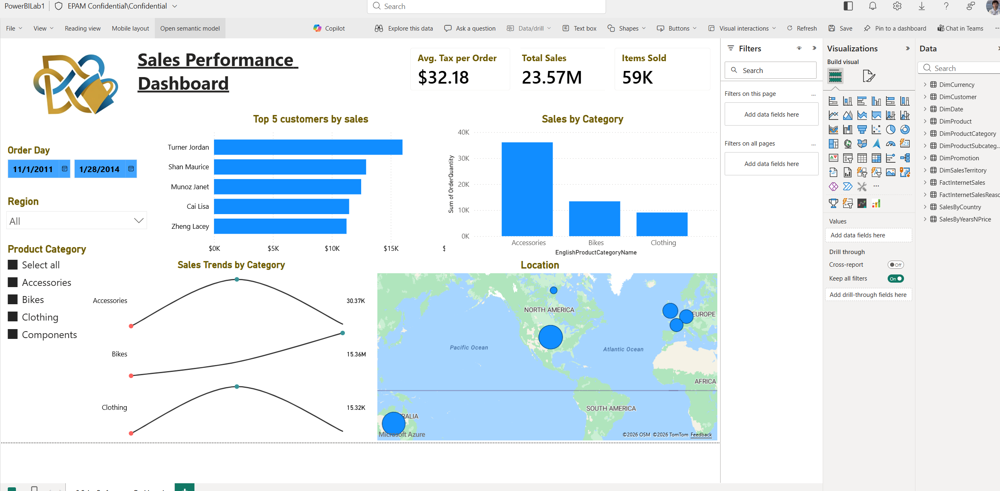 PowerBILab1
EPAM Confidential\Confidential
Search
File
View
Reading view
Mobile layout
Open semantic model
Copilot
Explore this data
Ask a question
Data/drill
Text box
Shapes
Buttons
Visual interactions
Refresh
Save
Pin to a dashboard
Chat in Teams
Sales Performance
Dashboard
Avg. Tax per Order
$32.18
Total Sales
23.57M
Items Sold
59K
Order Day
11/1/2011
1/28/2014
Region
All
Product Category
Select all
Accessories
Bikes
Clothing
Components
Top 5 customers by sales
Turner Jordan
Shan Maurice
Munoz Janet
Cai Lisa
Zheng Lacey
$0K
$5K
$10K
$15K
$
Sales by Category
Sum of OrderQuantity
40K
30K
20K
10K
0K
Accessories
Bikes
Clothing
EnglishProductCategoryName
Sales Trends by Category
Accessories
30.37K
Bikes
15.36M
Clothing
15.32K
Location
NORTH AMERICA
EUROPE
Pacific Ocean
Atlantic Ocean
AFRICA
SOUTH AMERICA
RALIA
Microsoft Azure
©2026 OSM ©2026 TomTom Feedback
Filters
Search
Filters on this page
...
Add data fields here
Filters on all pages
...
Add data fields here
Visualizations
Build visual
123
Values
Add data fields here
Drill through
Cross-report
Off
Keep all filters
On
Add drill-through fields here
Data
Search
DimCurrency
DimCustomer
DimDate
DimProduct
DimProductCategory
DimProductSubcateg...
DimPromotion
DimSalesTerritory
FactInternetSales
FactInternetSalesReaso
SalesByCountry
SalesByYearsNPrice